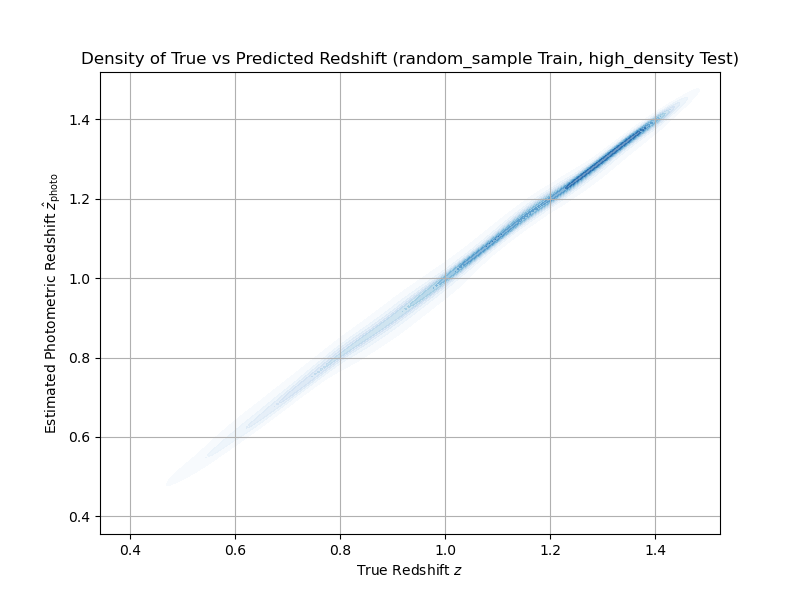 Density of True vs Predicted Redshift (random_sample Train, high_density Test)
Estimated Photometric Redshift ẑ_photo
1.4
1.2
1.0
0.8
0.6
0.4
0.4 0.6 0.8 1.0 1.2 1.4
True Redshift z